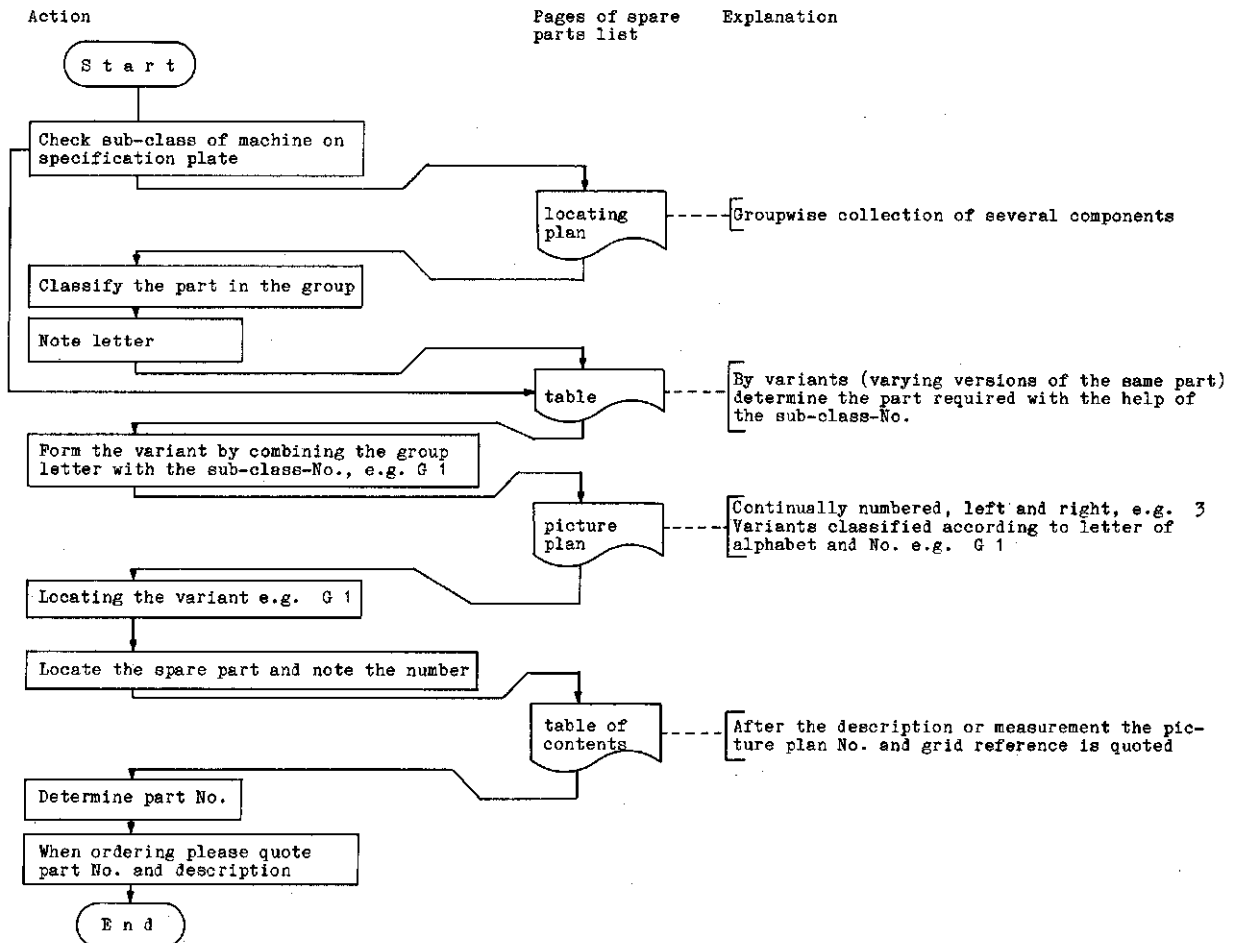 Action
Pages of spare
parts list
Explanation
S t a r t
Check sub-class of machine on
specification plate
locating
plan
Groupwise collection of several components
Classify the part in the group
Note letter
table
By variants (varying versions of the same part)
determine the part required with the help of
the sub-class-No.
Form the variant by combining the group
letter with the sub-class-No., e.g. G 1
picture
plan
Continually numbered, left and right, e.g. 3
Variants classified according to letter of
alphabet and No. e.g. G 1
Locating the variant e.g. G 1
Locate the spare part and note the number
table of
contents
After the description or measurement the pic-
ture plan No. and grid reference is quoted
Determine part No.
When ordering please quote
part No. and description
E n d